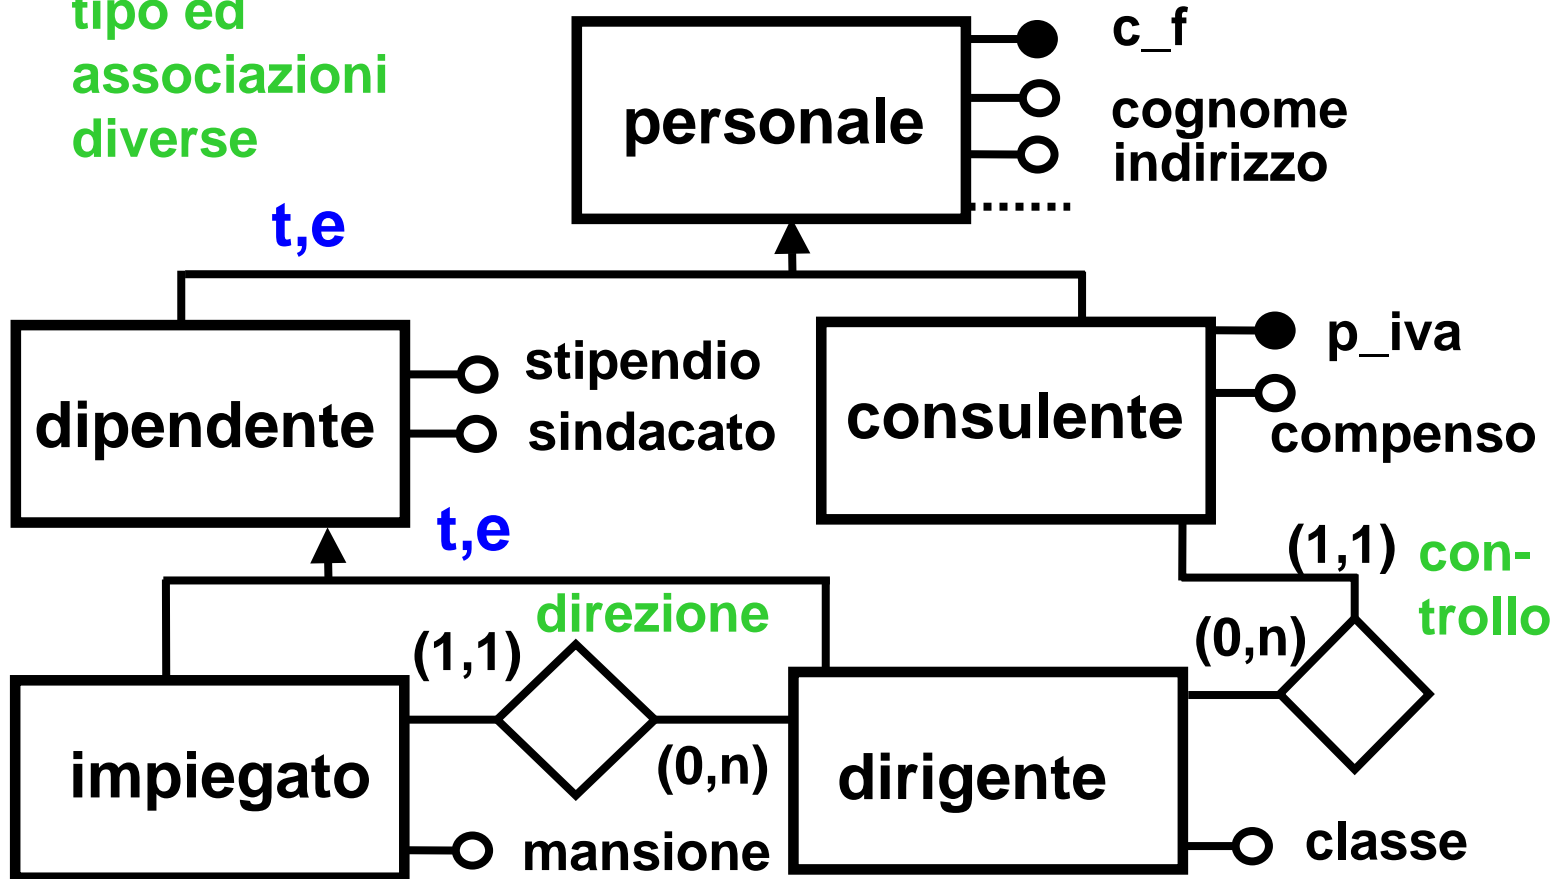 tipo ed
associazioni
diverse
personale
c_f
cognome
indirizzo
t,e
dipendente
stipendio
sindacato
consulente
p_iva
compenso
t,e
(1,1)
con-
trollo
direzione
(1,1)
(0,n)
impiegato
(0,n)
dirigente
mansione
classe